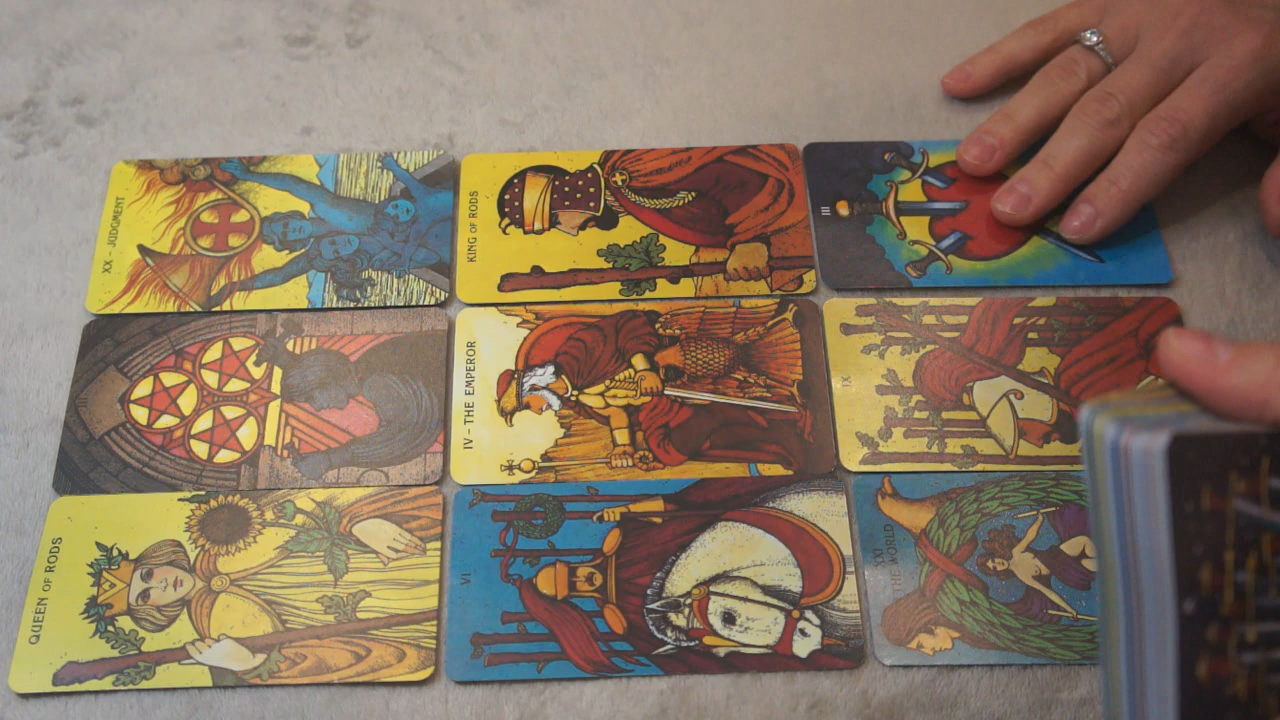 XX – JUDGMENT
KING OF RODS
III
IV – THE EMPEROR
IX
QUEEN OF RODS
VI
XXI
THE WORLD